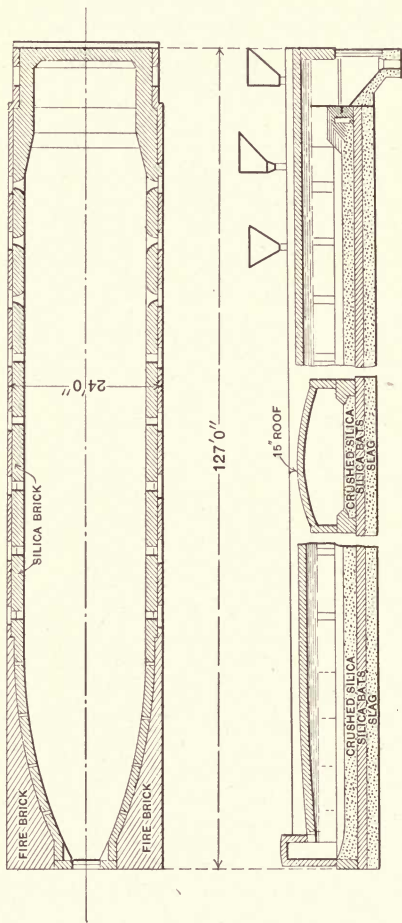 24'0"
SILICA BRICK
FIRE BRICK
FIRE BRICK
127'0"
15" ROOF
CRUSHED SILICA
SILICA BATS
SLAG
CRUSHED SILICA
SILICA BATS
SLAG